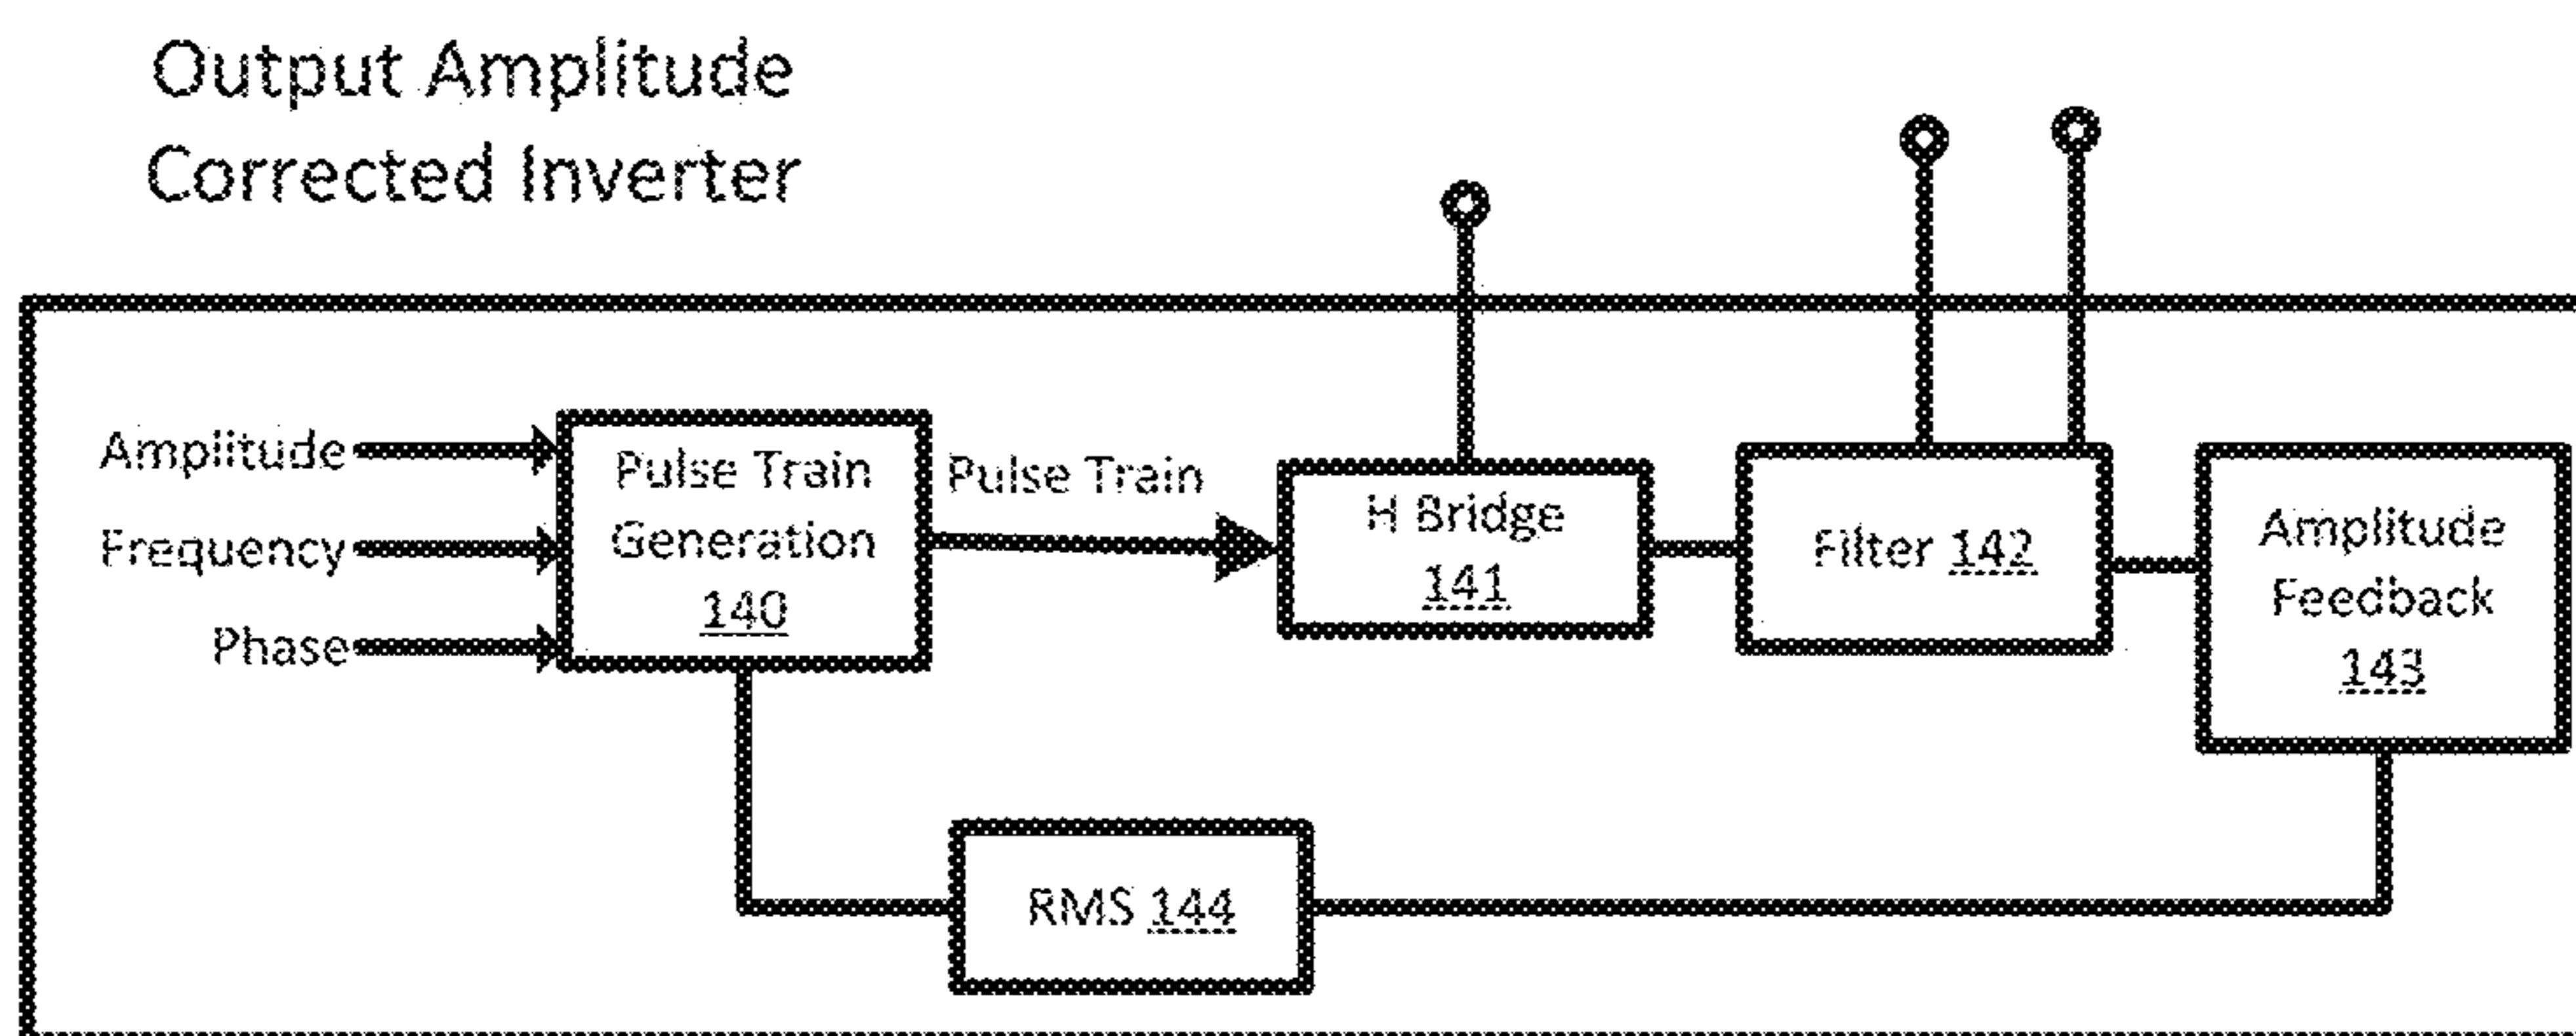 Output Amplitude
Corrected Inverter
Amplitude
Frequency
Phase
Pulse Train
Generation
140
Pulse Train
H Bridge
141
Filter 142
Amplitude
Feedback
143
RMS 144